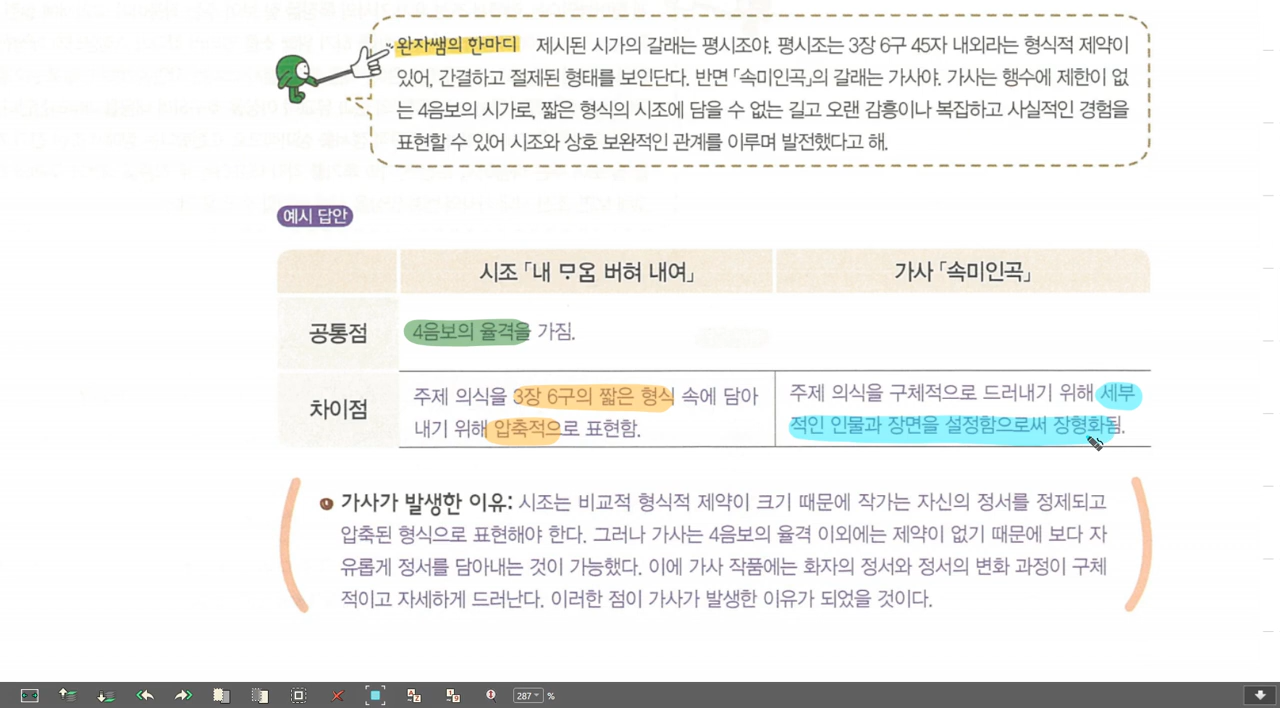 완자쌤의 한마디 제시된 시가의 갈래는 평시조야. 평시조는 3장 6구 45자 내외라는 형식적 제약이
있어, 간결하고 절제된 형태를 보인단다. 반면 「속미인곡」의 갈래는 가사야. 가사는 행수에 제한이 없
는 4음보의 시가로, 짧은 형식의 시조에 담을 수 없는 길고 오랜 감흥이나 복잡하고 사실적인 경험을
표현할 수 있어 시조와 상호 보완적인 관계를 이루며 발전했다고 해.
예시 답안
시조 「내 ᄆᆞᄋᆞᆷ 버혀 내여」 가사 「속미인곡」
공통점 4음보의 율격을 가짐.
차이점
주제 의식을 3장 6구의 짧은 형식 속에 담아
내기 위해 압축적으로 표현함.
주제 의식을 구체적으로 드러내기 위해 세부
적인 인물과 장면을 설정함으로써 장형화됨.
가사가 발생한 이유: 시조는 비교적 형식적 제약이 크기 때문에 작가는 자신의 정서를 정제되고
압축된 형식으로 표현해야 한다. 그러나 가사는 4음보의 율격 이외에는 제약이 없기 때문에 보다 자
유롭게 정서를 담아내는 것이 가능했다. 이에 가사 작품에는 화자의 정서와 정서의 변화 과정이 구체
적이고 자세하게 드러난다. 이러한 점이 가사가 발생한 이유가 되었을 것이다.
287 %